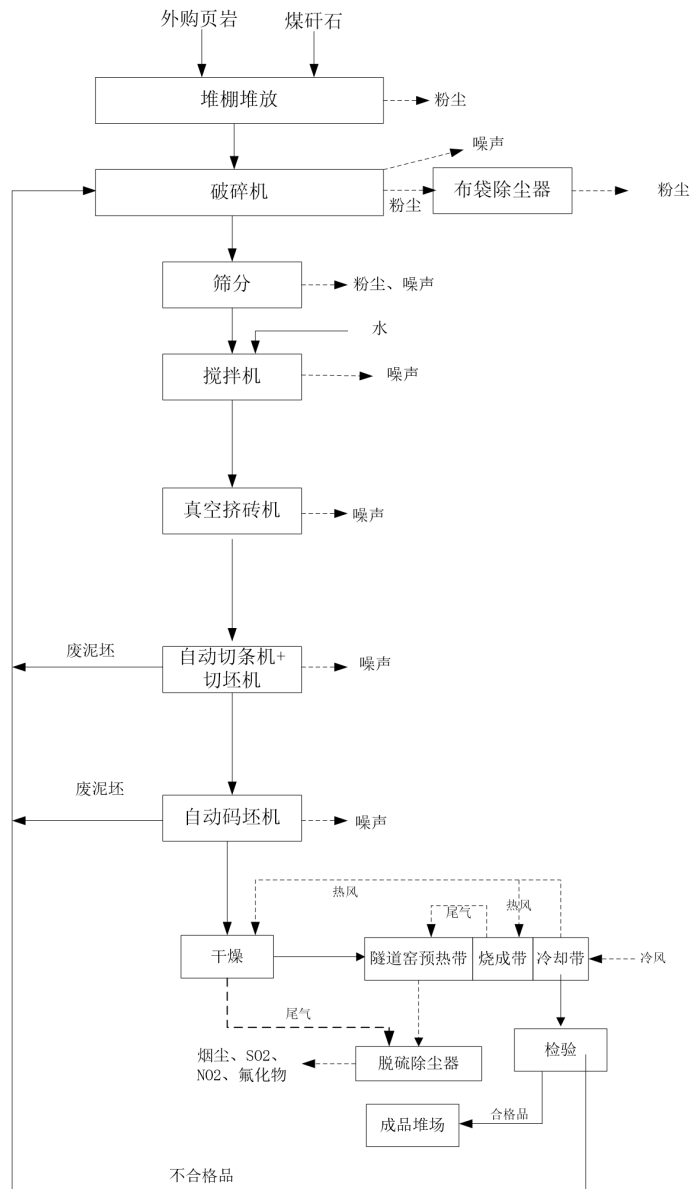 外购页岩
煤矸石
堆棚堆放
粉尘
噪声
破碎机
粉尘
布袋除尘器
粉尘
筛分
粉尘、噪声
水
搅拌机
噪声
真空挤砖机
噪声
废泥坯
自动切条机+
切坯机
噪声
废泥坯
自动码坯机
噪声
热风
尾气
热风
干燥
隧道窑预热带
烧成带
冷却带
冷风
尾气
烟尘、SO2、
NO2、氟化物
脱硫除尘器
检验
成品堆场
合格品
不合格品